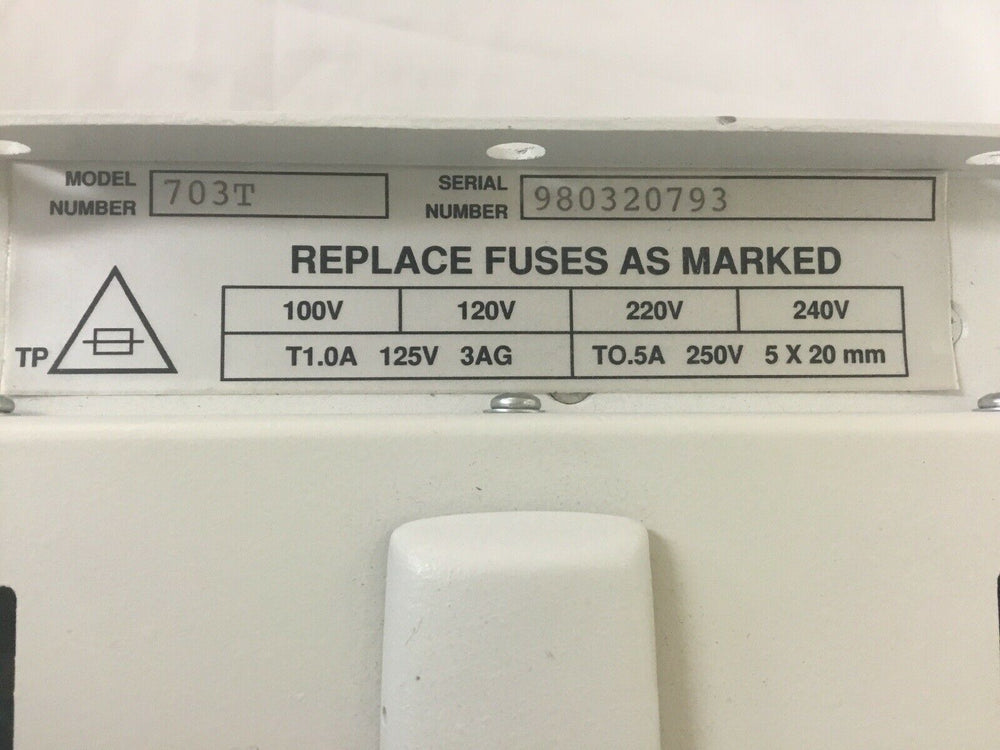 MODEL NUMBER 703T
SERIAL NUMBER 980320793
REPLACE FUSES AS MARKED
100V 120V 220V 240V
TP
T1.0A 125V 3AG TO.5A 250V 5 X 20 mm